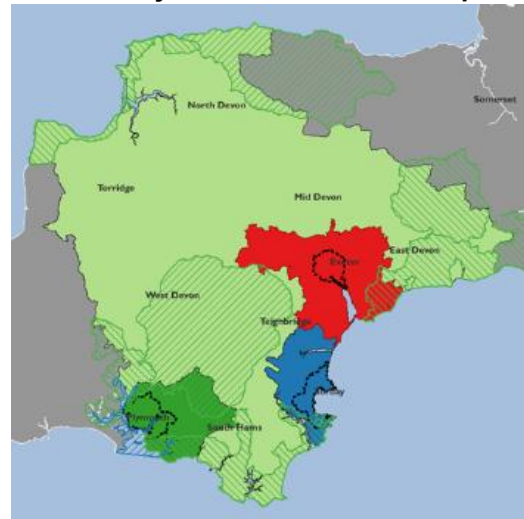 Somerset
North Devon
Torridge
Mid Devon
East Devon
Exeter
West Devon
Teignbridge
Torbay
Plymouth
South Hams